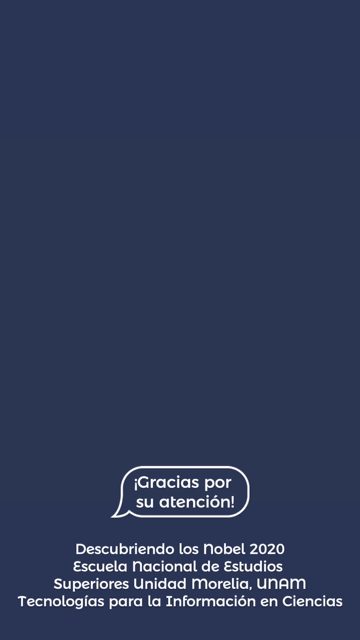 ¡Gracias por
su atención!
Descubriendo los Nobel 2020
Escuela Nacional de Estudios
Superiores Unidad Morelia, UNAM
Tecnologías para la Información en Ciencias